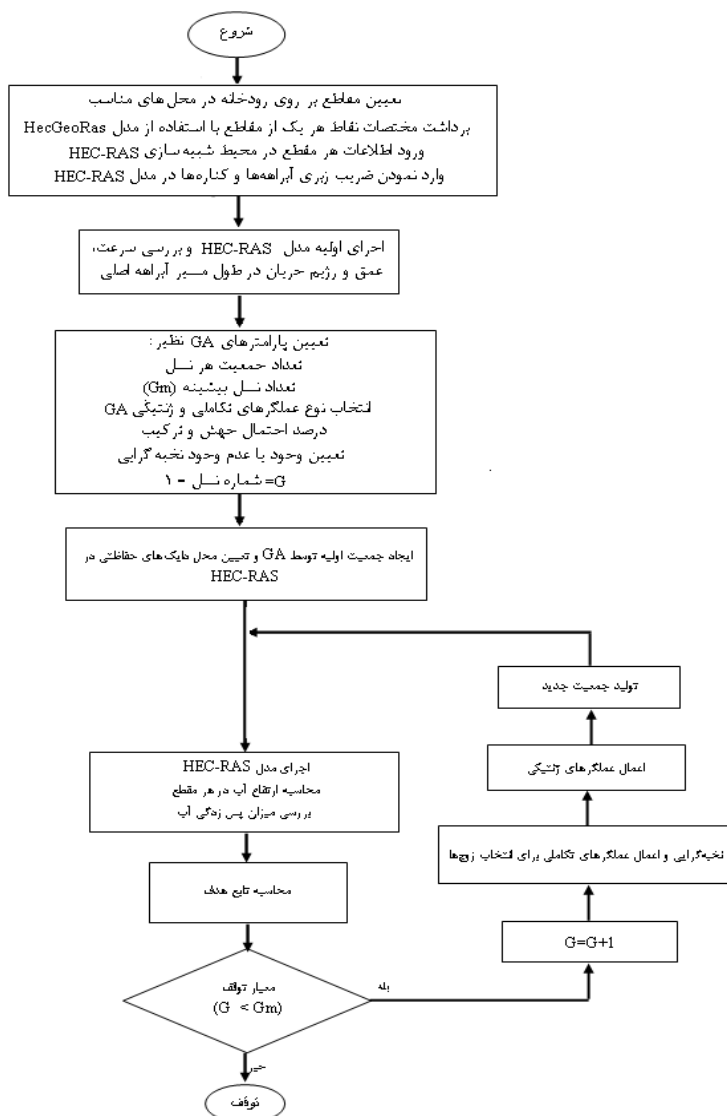 شروع
تعیین مقاطع بر روی رودخانه در محل‌های مناسب
برداشت مختصات نقاط هر یک از مقاطع با استفاده از مدل HecGeoRas
ورود اطلاعات هر مقطع در محیط شبیه سازی HEC-RAS
وارد نمودن ضریب زبری آبراهه‌ها و کناره‌ها در مدل HEC-RAS
اجرای اولیه مدل HEC-RAS و بررسی سرعت،
عمق و رژیم جریان در طول مسیر آبراهه اصلی
تعیین پارامترهای GA نظیر :
تعداد جمعیت هر نسل
تعداد نسل بیشینه (Gm)
انتخاب نوع عملگرهای تکاملی و ژنتیکی GA
درصد احتمال جهش و ترکیب
تعیین وجود یا عدم وجود نخبه گرایی
G= شماره نسل = ۱
ایجاد جمعیت اولیه توسط GA و تعیین محل دایک‌های حفاظتی در
HEC-RAS
تولید جمعیت جدید
اعمال عملگرهای ژنتیکی
نخبه‌گرایی و اعمال عملگرهای تکاملی برای انتخاب زوج‌ها
G=G+1
اجرای مدل HEC-RAS
محاسبه ارتفاع آب در هر مقطع
بررسی میزان پس زدگی آب
محاسبه تابع هدف
معیار توقف
(G < Gm)
بله
خیر
توقف